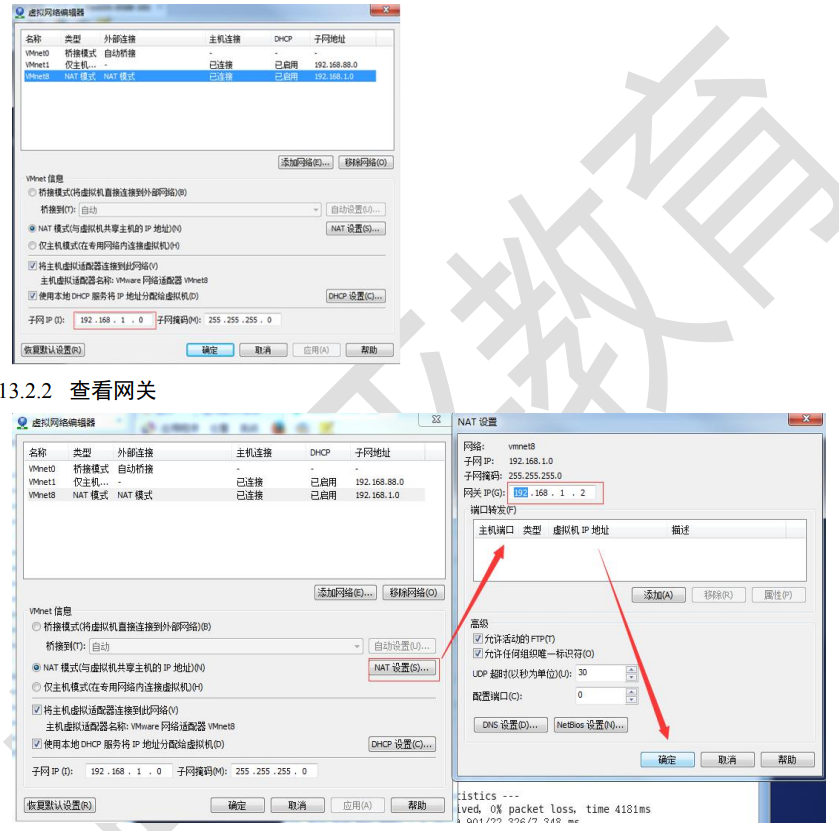 虚拟网络编辑器
名称 类型 外部连接 主机连接 DHCP 子网地址
VMnet0 桥接模式 自动桥接 - - -
VMnet1 仅主机... - 已连接 已启用 192.168.88.0
VMnet8 NAT 模式 NAT 模式 已连接 已启用 192.168.1.0
添加网络(E)... 移除网络(O)
VMnet 信息
桥接模式(将虚拟机直接连接到外部网络)(B)
桥接到(T): 自动 自动设置(U)...
NAT 模式(与虚拟机共享主机的 IP 地址)(N) NAT 设置(S)...
仅主机模式(在专用网络内连接虚拟机)(H)
将主机虚拟适配器连接到此网络(V)
主机虚拟适配器名称: VMware 网络适配器 VMnet8
使用本地 DHCP 服务将 IP 地址分配给虚拟机(D) DHCP 设置(C)...
子网 IP (I): 192 .168 . 1 . 0 子网掩码(M): 255 .255 .255 . 0
恢复默认设置(R) 确定 取消 应用(A) 帮助
13.2.2 查看网关
虚拟网络编辑器
名称 类型 外部连接 主机连接 DHCP 子网地址
VMnet0 桥接模式 自动桥接 - - -
VMnet1 仅主机... - 已连接 已启用 192.168.88.0
VMnet8 NAT 模式 NAT 模式 已连接 已启用 192.168.1.0
添加网络(E)... 移除网络(O)
VMnet 信息
桥接模式(将虚拟机直接连接到外部网络)(B)
桥接到(T): 自动 自动设置(U)...
NAT 模式(与虚拟机共享主机的 IP 地址)(N) NAT 设置(S)...
仅主机模式(在专用网络内连接虚拟机)(H)
将主机虚拟适配器连接到此网络(V)
主机虚拟适配器名称: VMware 网络适配器 VMnet8
使用本地 DHCP 服务将 IP 地址分配给虚拟机(D) DHCP 设置(C)...
子网 IP (I): 192 .168 . 1 . 0 子网掩码(M): 255 .255 .255 . 0
恢复默认设置(R) 确定 取消 应用(A) 帮助
NAT 设置
网络: vmnet8
子网 IP: 192.168.1.0
子网掩码: 255.255.255.0
网关 IP(G): 192 .168 . 1 . 2
端口转发(F)
主机端口 类型 虚拟机 IP 地址 描述
添加(A) 移除(R) 属性(P)
高级
允许活动的 FTP(T)
允许任何组织唯一标识符(O)
UDP 超时(以秒为单位)(U): 30
配置端口(C): 0
DNS 设置(D)... NetBios 设置(N)...
确定 取消 帮助
tistics ---
ived, 0% packet loss, time 4181ms
教育